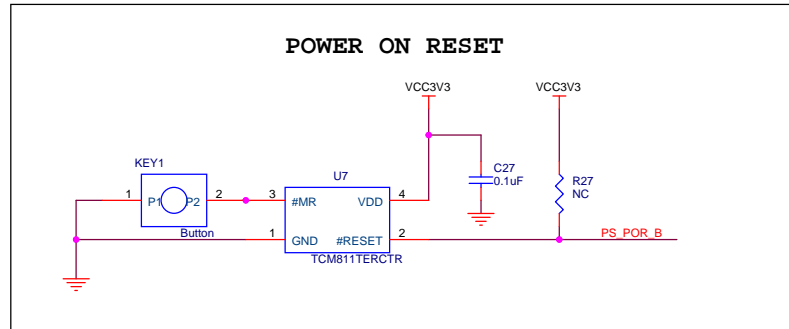 POWER ON RESET
VCC3V3 VCC3V3
KEY1
U7
C27
0.1uF
R27
NC
1 P1 P2 2
3 #MR VDD 4
Button
1 GND #RESET 2
PS_POR_B
TCM811TERCTR